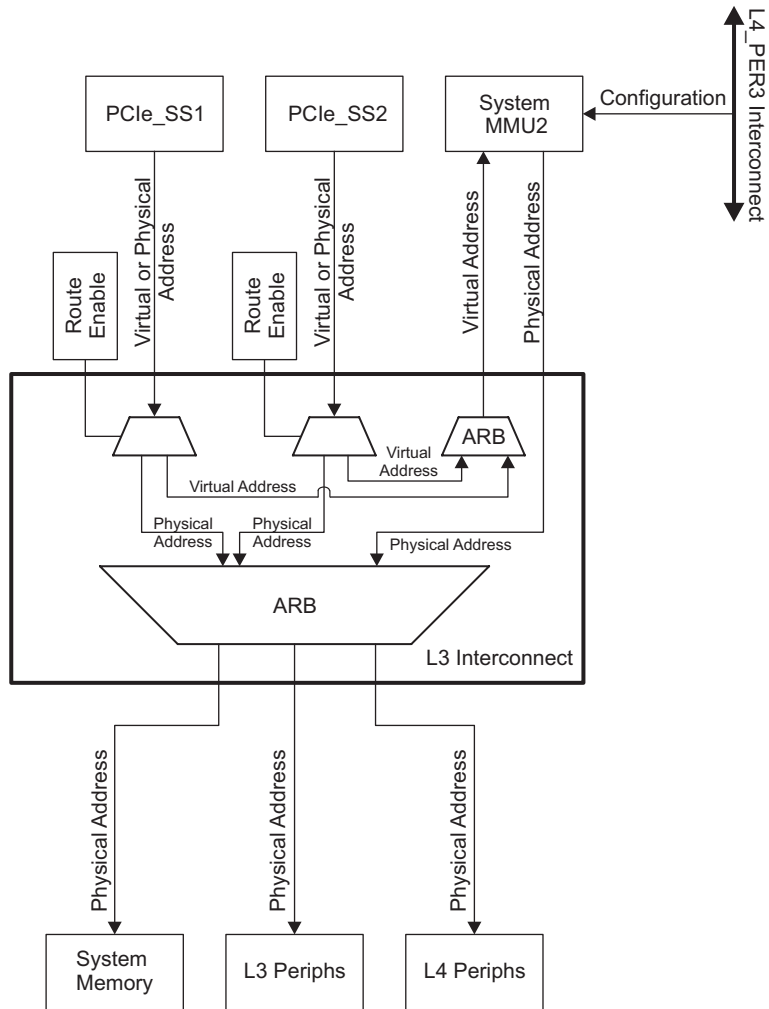 L4_PER3 Interconnect
PCIe_SS1
PCIe_SS2
System
MMU2
Configuration
Route
Enable
Virtual or Physical
Address
Route
Enable
Virtual or Physical
Address
Virtual Address
Physical Address
ARB
Virtual
Address
Virtual Address
Physical
Address
Physical
Address
Physical Address
ARB
L3 Interconnect
Physical Address
Physical Address
Physical Address
System
Memory
L3 Periphs
L4 Periphs